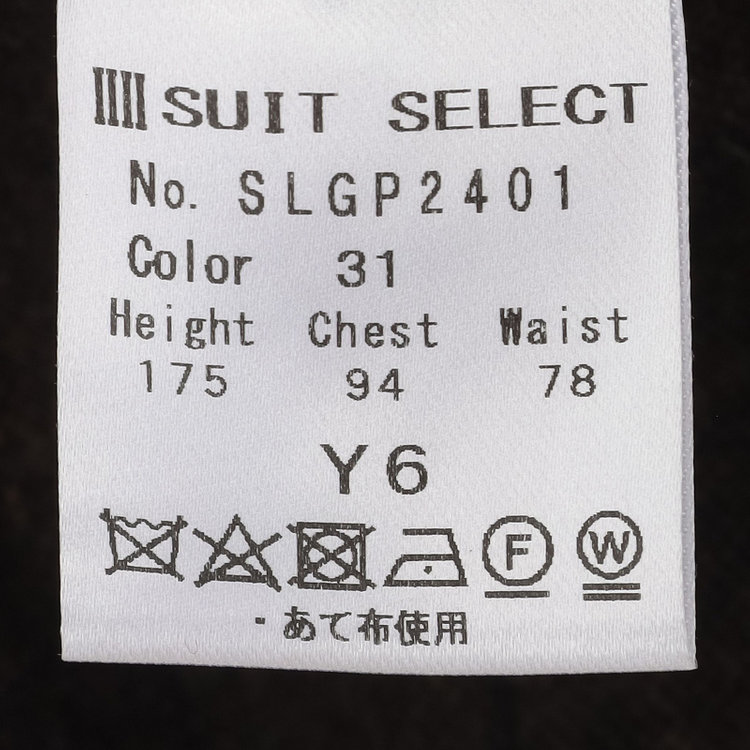 SUIT SELECT
No. SLGP2401
Color 31
Height Chest Waist
175 94 78
Y6
F W
・あて布使用